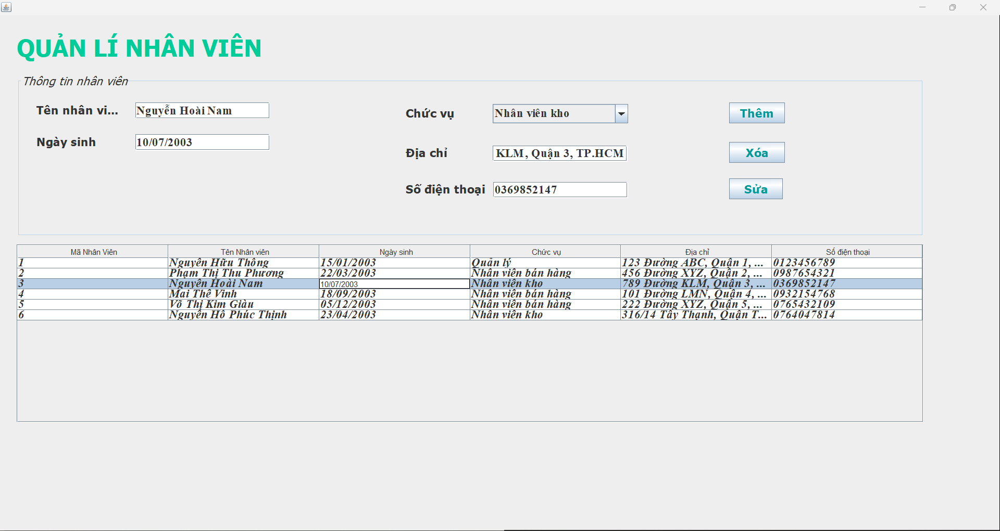 QUẢN LÍ NHÂN VIÊN
Thông tin nhân viên
Tên nhân vi... Nguyễn Hoài Nam
Chức vụ Nhân viên kho Thêm
Ngày sinh 10/07/2003
Địa chỉ KLM, Quận 3, TP.HCM Xóa
Số điện thoại 0369852147 Sửa
Mã Nhân Viên Tên Nhân viên Ngày sinh Chức vụ Địa chỉ Số điện thoại
1 Nguyễn Hữu Thông 15/01/2003 Quản lý 123 Đường ABC, Quận 1, ... 0123456789
2 Phạm Thị Thu Phương 22/03/2003 Nhân viên bán hàng 456 Đường XYZ, Quận 2, ... 0987654321
3 Nguyễn Hoài Nam 10/07/2003 Nhân viên kho 789 Đường KLM, Quận 3, ... 0369852147
4 Mai Thế Vinh 18/09/2003 Nhân viên bán hàng 101 Đường LMN, Quận 4, ... 0932154768
5 Võ Thị Kim Giàu 05/12/2003 Nhân viên bán hàng 222 Đường XYZ, Quận 5, ... 0765432109
6 Nguyễn Hồ Phúc Thịnh 23/04/2003 Nhân viên kho 316/14 Tây Thạnh, Quận T... 0764047814